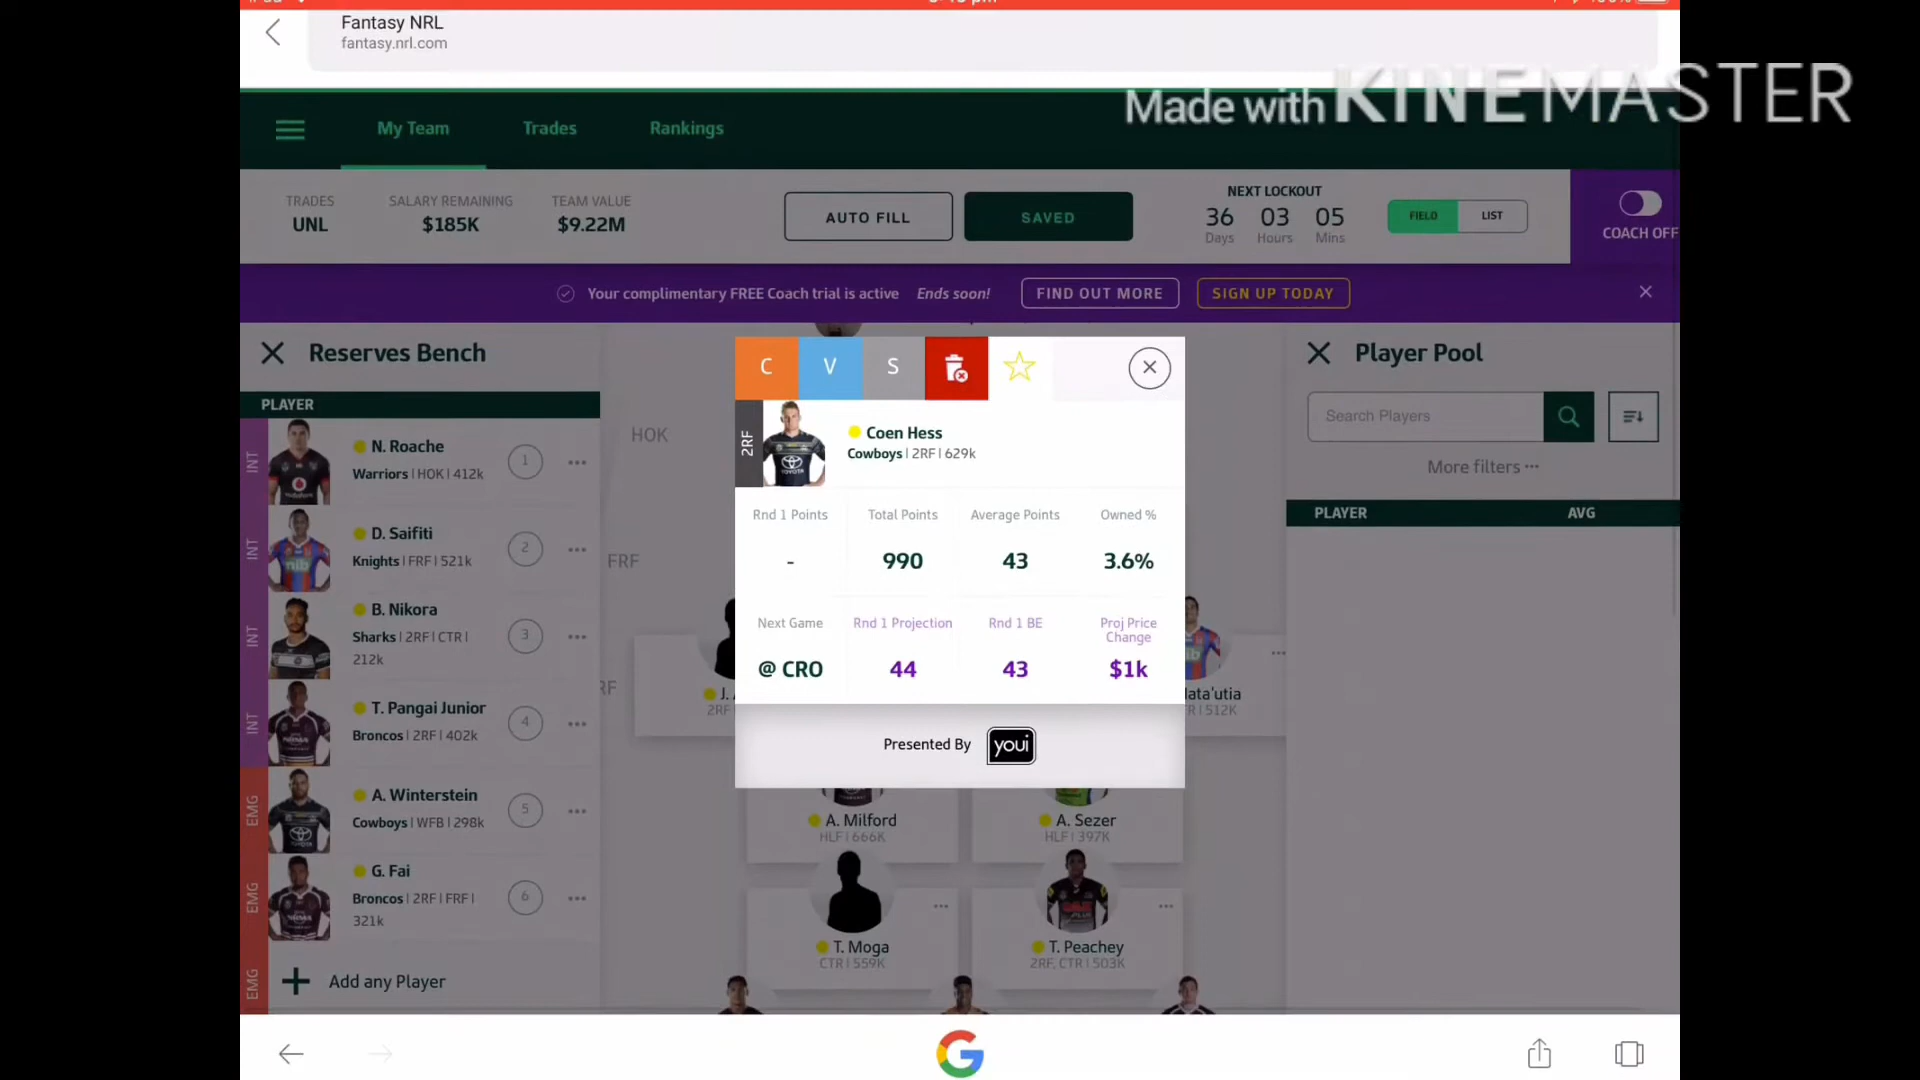 Fantasy NRL
fantasy.nrl.com
Made with KINEMASTER
My Team Trades Rankings
TRADES SALARY REMAINING TEAM VALUE
UNL $185K $9.22M
AUTO FILL SAVED
NEXT LOCKOUT
36 03 05
Days Hours Mins
FIELD LIST
COACH OFF
Your complimentary FREE Coach trial is active Ends soon! FIND OUT MORE SIGN UP TODAY
Reserves Bench
PLAYER
INT
N. Roache
Warriors | HOK | 412k
1
INT
D. Saifiti
Knights | FRF | 521k
2
INT
B. Nikora
Sharks | 2RF | CTR |
212k
3
INT
T. Pangai Junior
Broncos | 2RF | 402k
4
EMG
A. Winterstein
Cowboys | WFB | 298k
5
EMG
G. Fai
Broncos | 2RF | FRF |
321k
6
EMG
Add any Player
HOK
FRF
RF
C V S
2RF
Coen Hess
Cowboys | 2RF | 629k
Rnd 1 Points Total Points Average Points Owned %
- 990 43 3.6%
Next Game Rnd 1 Projection Rnd 1 BE Proj Price
Change
@ CRO 44 43 $1k
Presented By youi
J.
2RF
ata'utia
TR | 512K
A. Milford
HLF | 666K
A. Sezer
HLF | 397K
T. Moga
CTR | 559K
T. Peachey
2RF, CTR | 503K
Player Pool
Search Players
More filters
PLAYER AVG